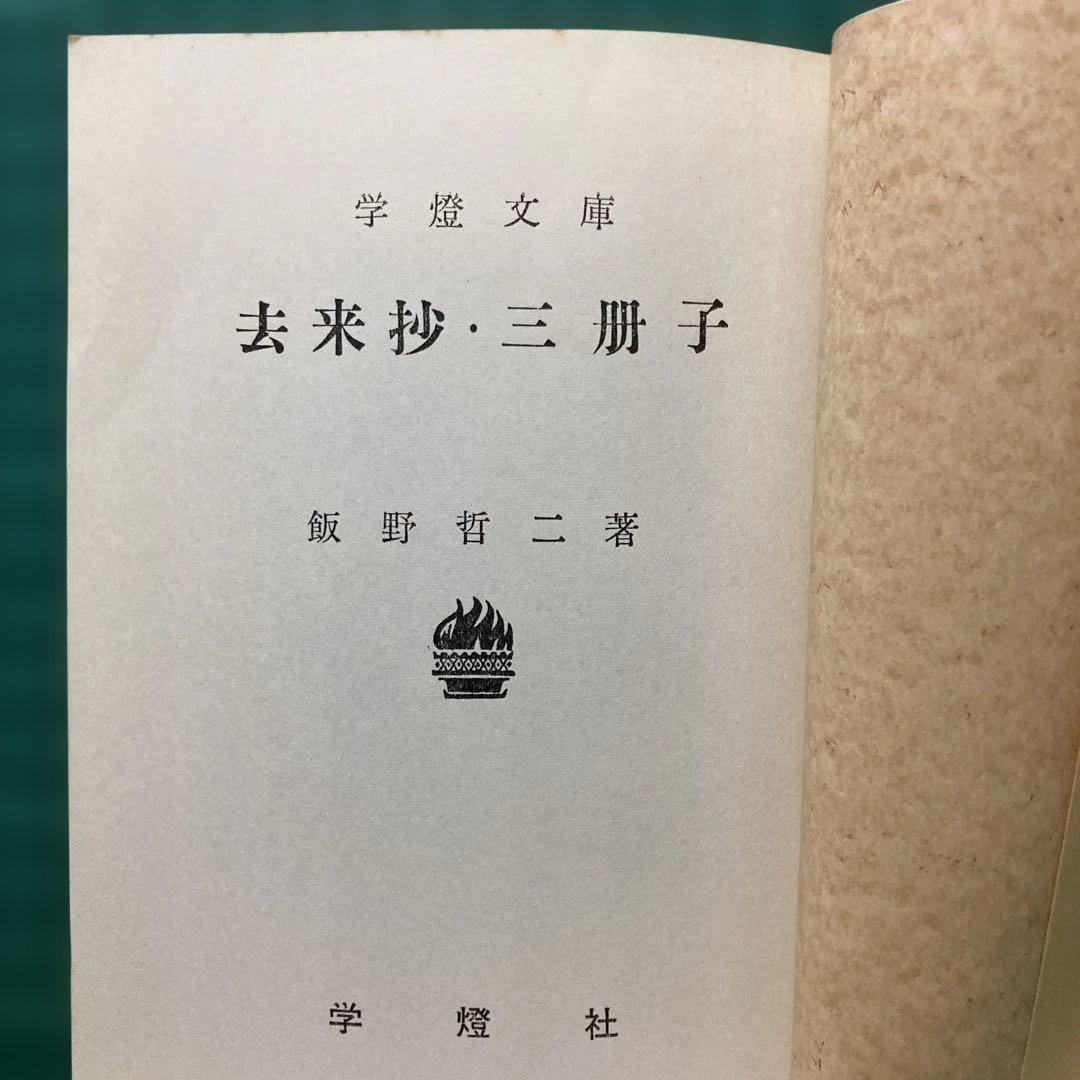 学燈文庫
去来抄・三册子
飯野哲二著
学燈社